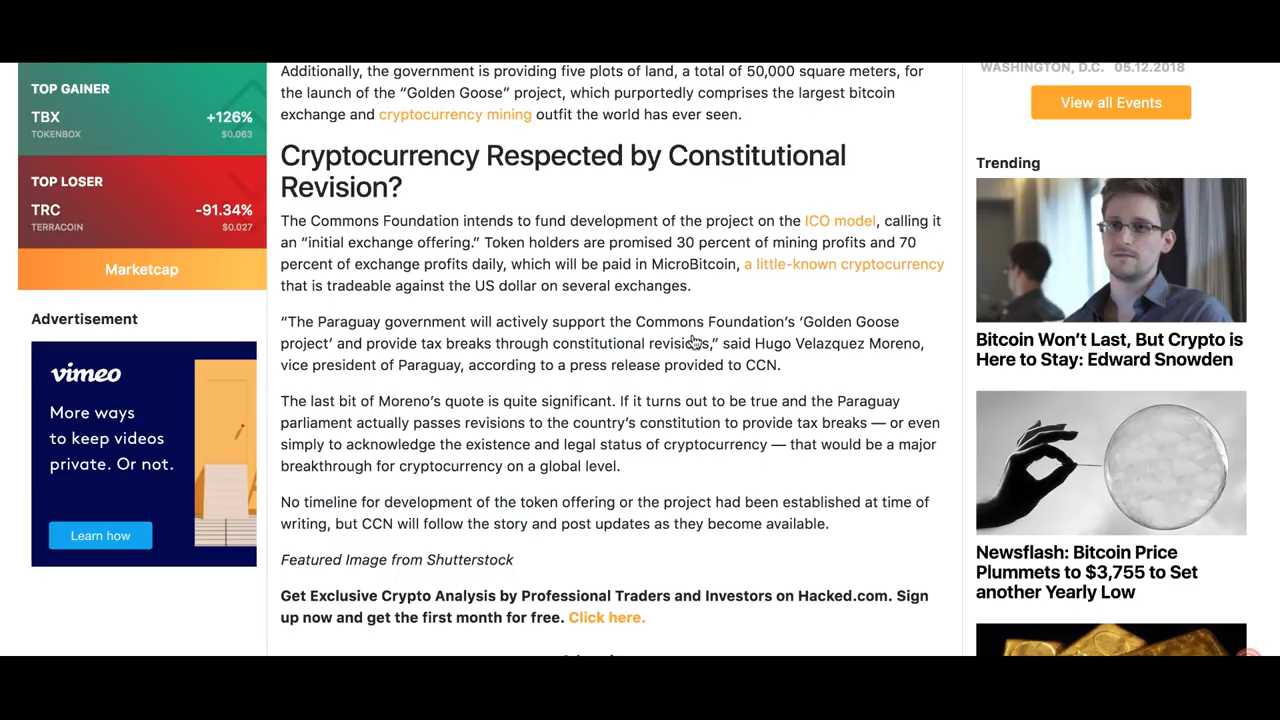 TOP GAINER
TBX +126%
TOKENBOX $0.063
TOP LOSER
TRC -91.34%
TERRACOIN $0.027
Marketcap
Advertisement
vimeo
More ways
to keep videos
private. Or not.
Learn how
Additionally, the government is providing five plots of land, a total of 50,000 square meters, for
the launch of the “Golden Goose” project, which purportedly comprises the largest bitcoin
exchange and cryptocurrency mining outfit the world has ever seen.
Cryptocurrency Respected by Constitutional
Revision?
The Commons Foundation intends to fund development of the project on the ICO model, calling it
an “initial exchange offering.” Token holders are promised 30 percent of mining profits and 70
percent of exchange profits daily, which will be paid in MicroBitcoin, a little-known cryptocurrency
that is tradeable against the US dollar on several exchanges.
“The Paraguay government will actively support the Commons Foundation’s ‘Golden Goose
project’ and provide tax breaks through constitutional revisions,” said Hugo Velazquez Moreno,
vice president of Paraguay, according to a press release provided to CCN.
The last bit of Moreno’s quote is quite significant. If it turns out to be true and the Paraguay
parliament actually passes revisions to the country’s constitution to provide tax breaks — or even
simply to acknowledge the existence and legal status of cryptocurrency — that would be a major
breakthrough for cryptocurrency on a global level.
No timeline for development of the token offering or the project had been established at time of
writing, but CCN will follow the story and post updates as they become available.
Featured Image from Shutterstock
Get Exclusive Crypto Analysis by Professional Traders and Investors on Hacked.com. Sign
up now and get the first month for free. Click here.
WASHINGTON, D.C. 05.12.2018
View all Events
Trending
Bitcoin Won’t Last, But Crypto is
Here to Stay: Edward Snowden
Newsflash: Bitcoin Price
Plummets to $3,755 to Set
another Yearly Low